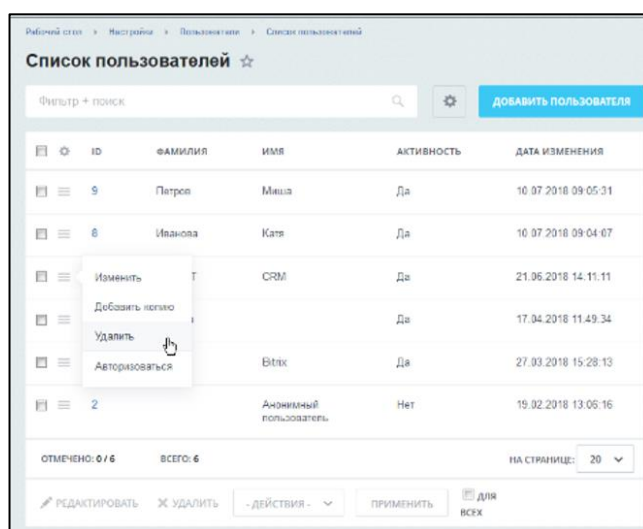 Рабочий стол > Настройки > Пользователи > Список пользователей
Список пользователей
Фильтр + поиск
ДОБАВИТЬ ПОЛЬЗОВАТЕЛЯ
ID ФАМИЛИЯ ИМЯ АКТИВНОСТЬ ДАТА ИЗМЕНЕНИЯ
9 Петров Миша Да 10.07.2018 09:05:31
8 Иванова Катя Да 10.07.2018 09:04:07
Изменить Т CRM Да 21.06.2018 14:11:11
Добавить копию
Да 17.04.2018 11:49:34
Удалить
Авторизоваться Bitrix Да 27.03.2018 15:28:13
2 Анонимный Нет 19.02.2018 13:06:16
пользователь
ОТМЕЧЕНО: 0 / 6 ВСЕГО: 6 НА СТРАНИЦЕ: 20
РЕДАКТИРОВАТЬ УДАЛИТЬ - ДЕЙСТВИЯ - ПРИМЕНИТЬ ДЛЯ
ВСЕХ